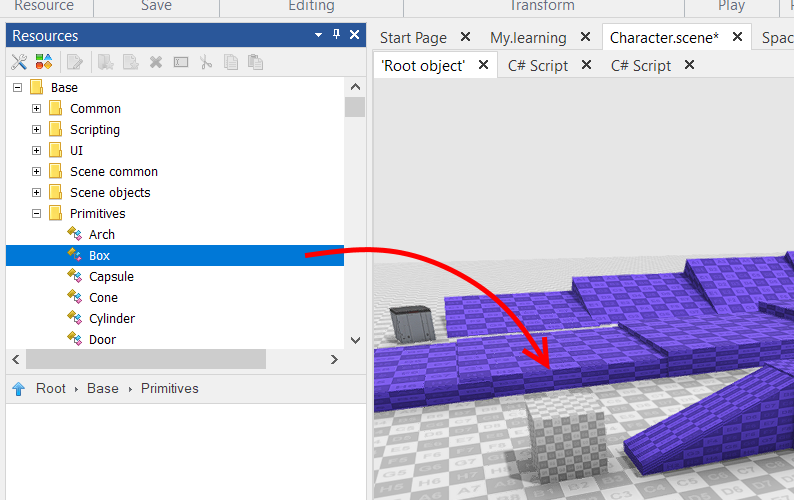 Resource Save Editing Transform Play
Resources
Start Page My.learning Character.scene* Spac
'Root object' C# Script C# Script
Base
Common
Scripting
UI
Scene common
Scene objects
Primitives
Arch
Box
Capsule
Cone
Cylinder
Door
Root Base Primitives